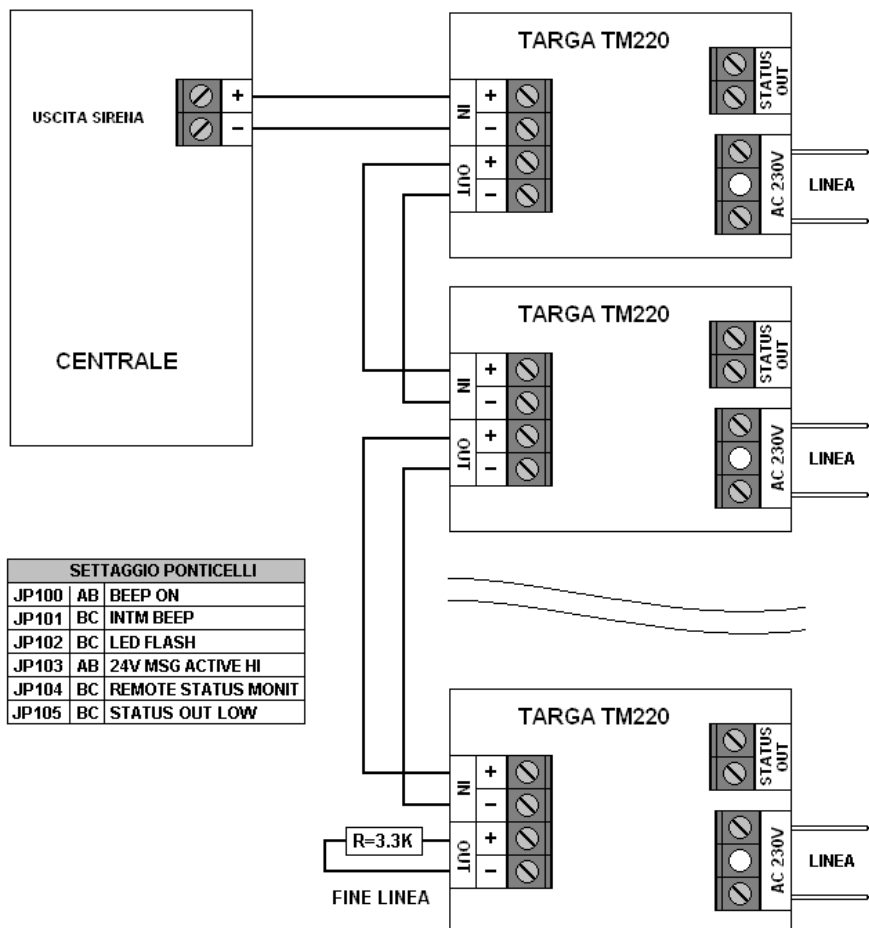 USCITA SIRENA
+
−
CENTRALE
TARGA TM220
IN
+
−
OUT
+
−
STATUS OUT
AC 230V
LINEA
TARGA TM220
IN
+
−
OUT
+
−
STATUS OUT
AC 230V
LINEA
SETTAGGIO PONTICELLI
JP100 AB BEEP ON
JP101 BC INTM BEEP
JP102 BC LED FLASH
JP103 AB 24V MSG ACTIVE HI
JP104 BC REMOTE STATUS MONIT
JP105 BC STATUS OUT LOW
TARGA TM220
IN
+
−
OUT
+
−
STATUS OUT
AC 230V
LINEA
R=3.3K
FINE LINEA